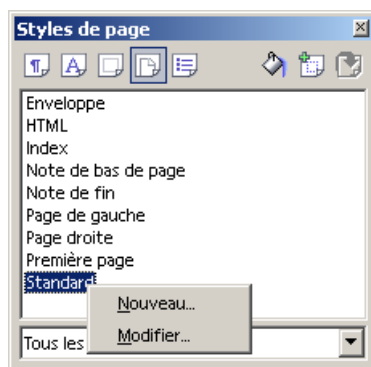 Styles de page
Enveloppe
HTML
Index
Note de bas de page
Note de fin
Page de gauche
Page droite
Première page
Standard
Nouveau...
Modifier...
Tous les